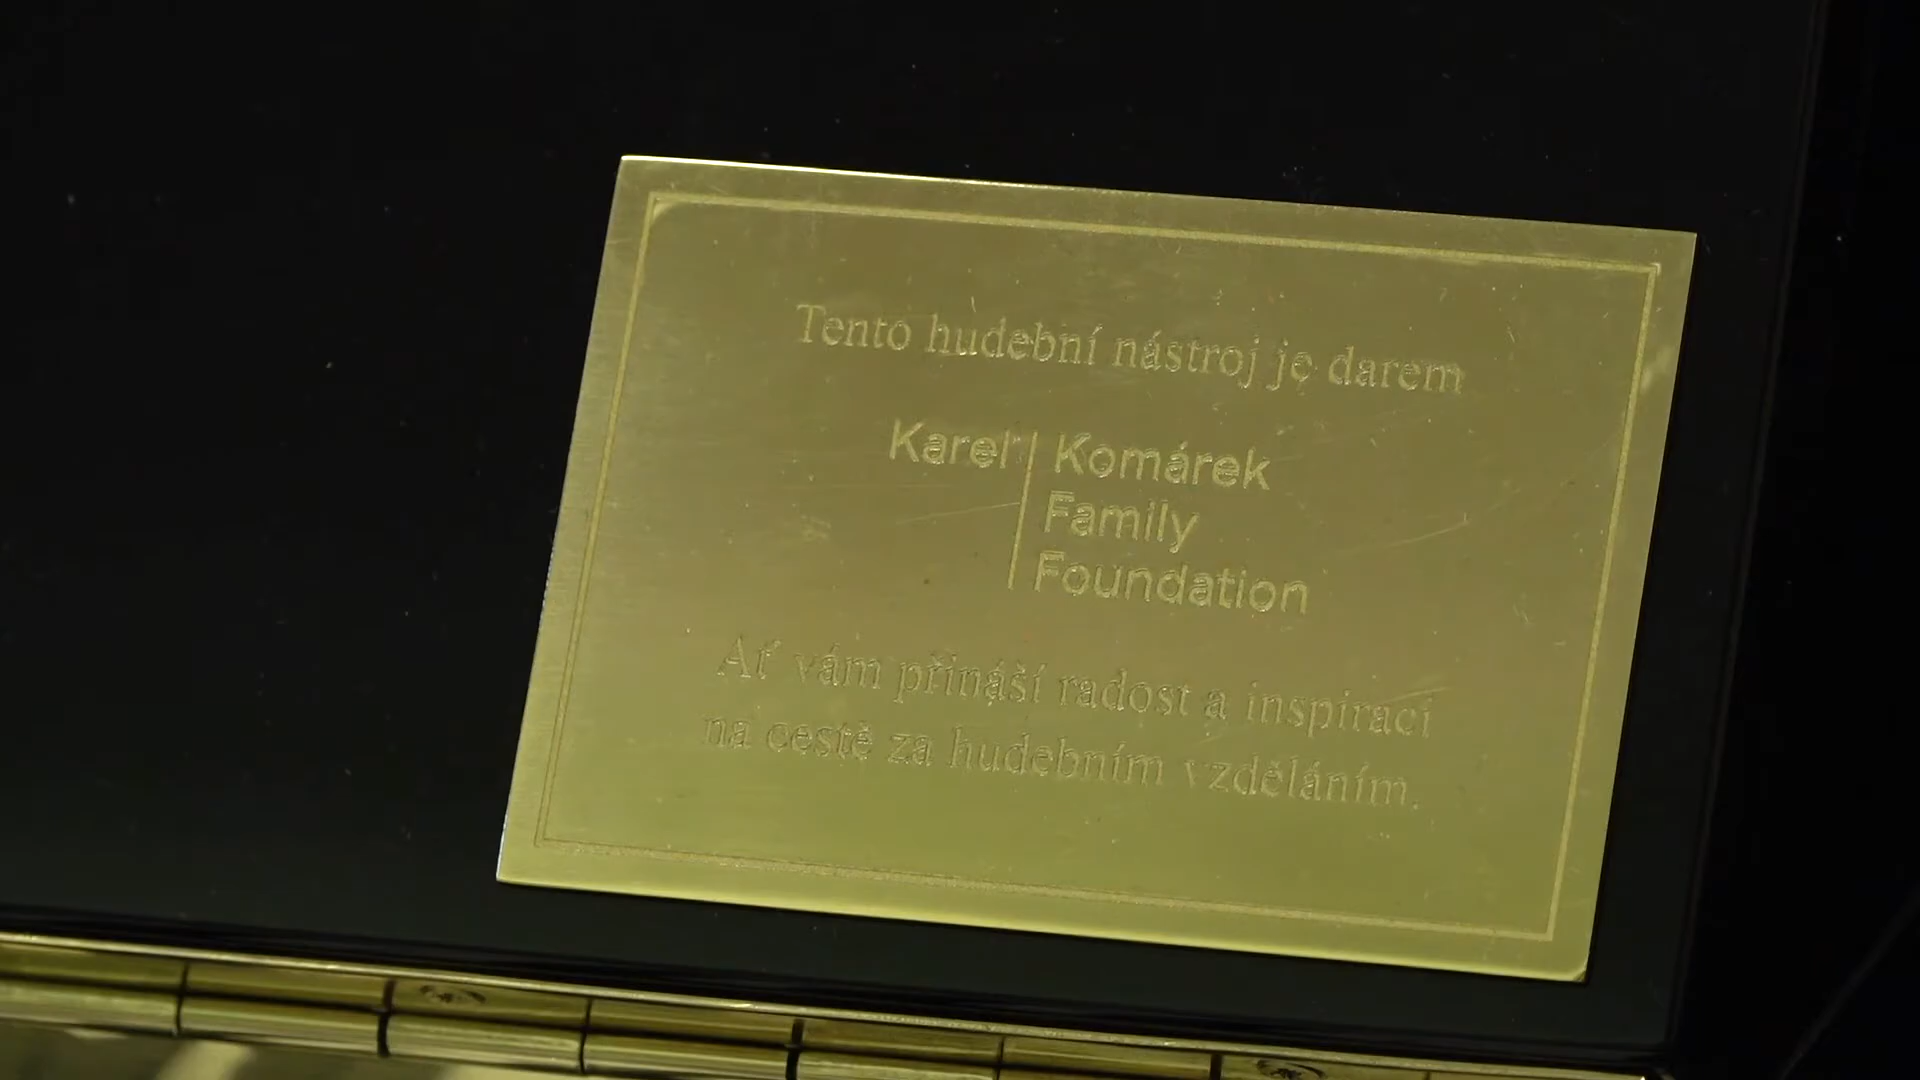 Tento hudební nástroj je darem
Karel Komárek
Family
Foundation
Ať vám přináší radost a inspiraci
na cestě za hudebním vzděláním.